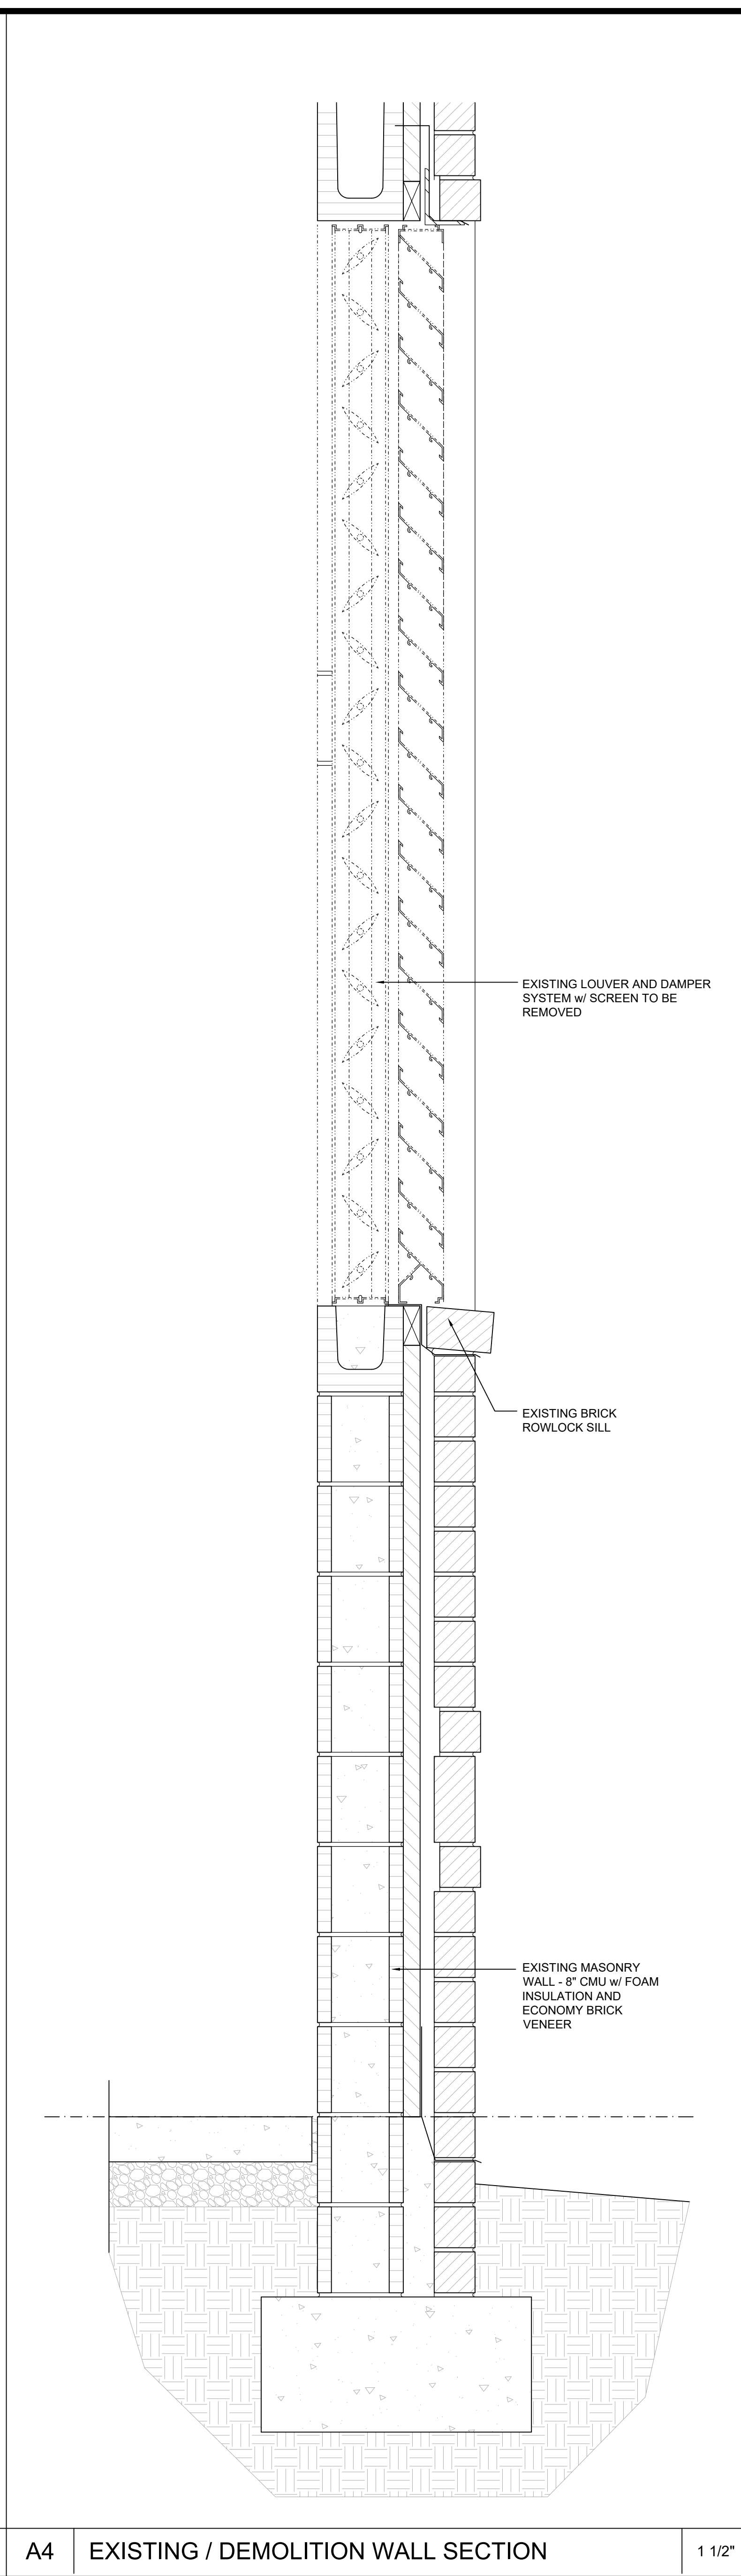 EXISTING LOUVER AND DAMPER
SYSTEM w/ SCREEN TO BE
REMOVED
EXISTING BRICK
ROWLOCK SILL
EXISTING MASONRY
WALL - 8" CMU w/ FOAM
INSULATION AND
ECONOMY BRICK
VENEER
A4 EXISTING / DEMOLITION WALL SECTION 1 1/2"